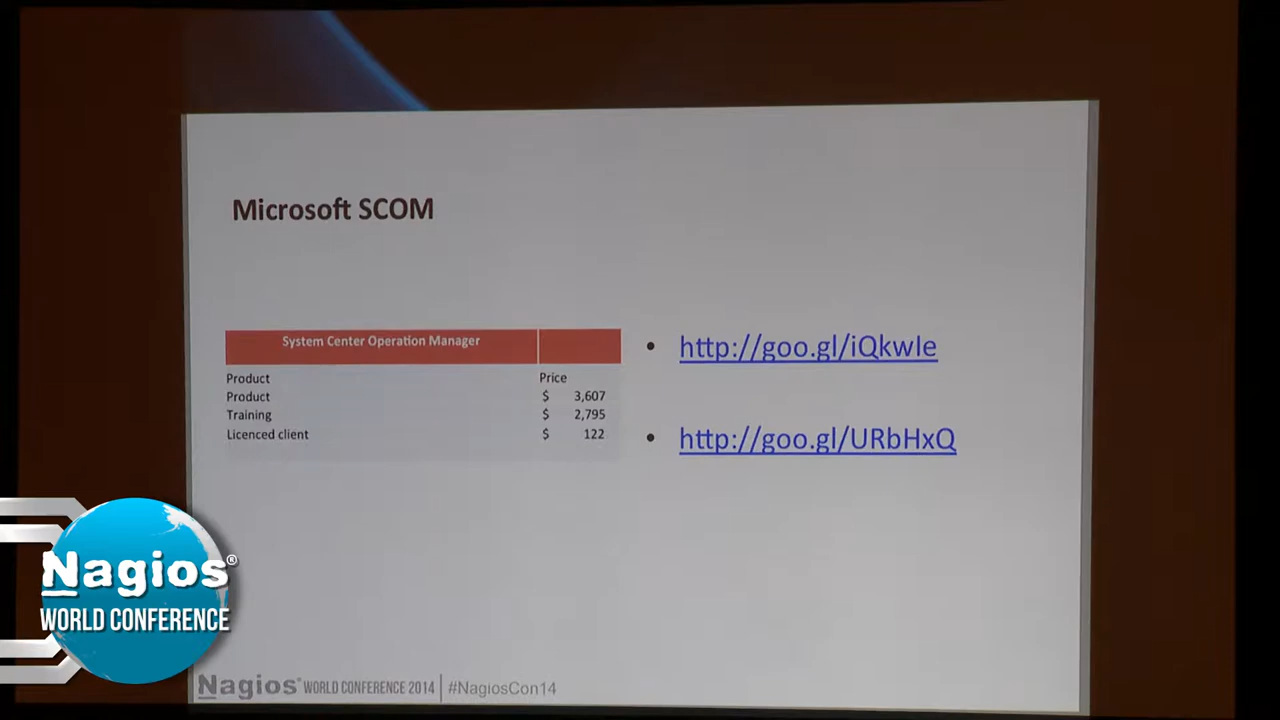 Microsoft SCOM
System Center Operation Manager
Product Price
Product $ 3,607
Training $ 2,795
Licenced client $ 122
• http://goo.gl/iQkwIe
• http://goo.gl/URbHxQ
Nagios®
WORLD CONFERENCE
Nagios® WORLD CONFERENCE 2014 | #NagiosCon14